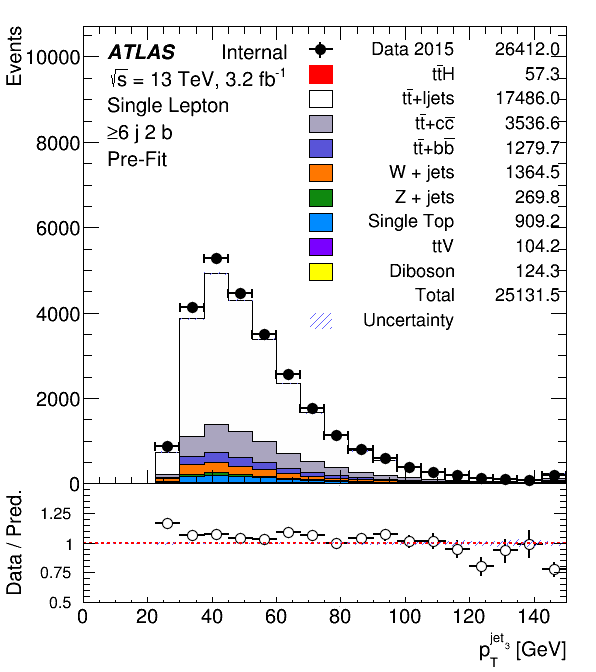 Events
10000
8000
6000
4000
2000
0
ATLAS Internal
√s = 13 TeV, 3.2 fb⁻¹
Single Lepton
≥6 j 2 b
Pre-Fit
Data 2015 26412.0
tt̄H 57.3
tt̄+ljets 17486.0
tt̄+cc̄ 3536.6
tt̄+bb̄ 1279.7
W + jets 1364.5
Z + jets 269.8
Single Top 909.2
ttV 104.2
Diboson 124.3
Total 25131.5
Uncertainty
Data / Pred.
1.25
1
0.75
0.5
0 20 40 60 80 100 120 140
p_T^jet_3 [GeV]